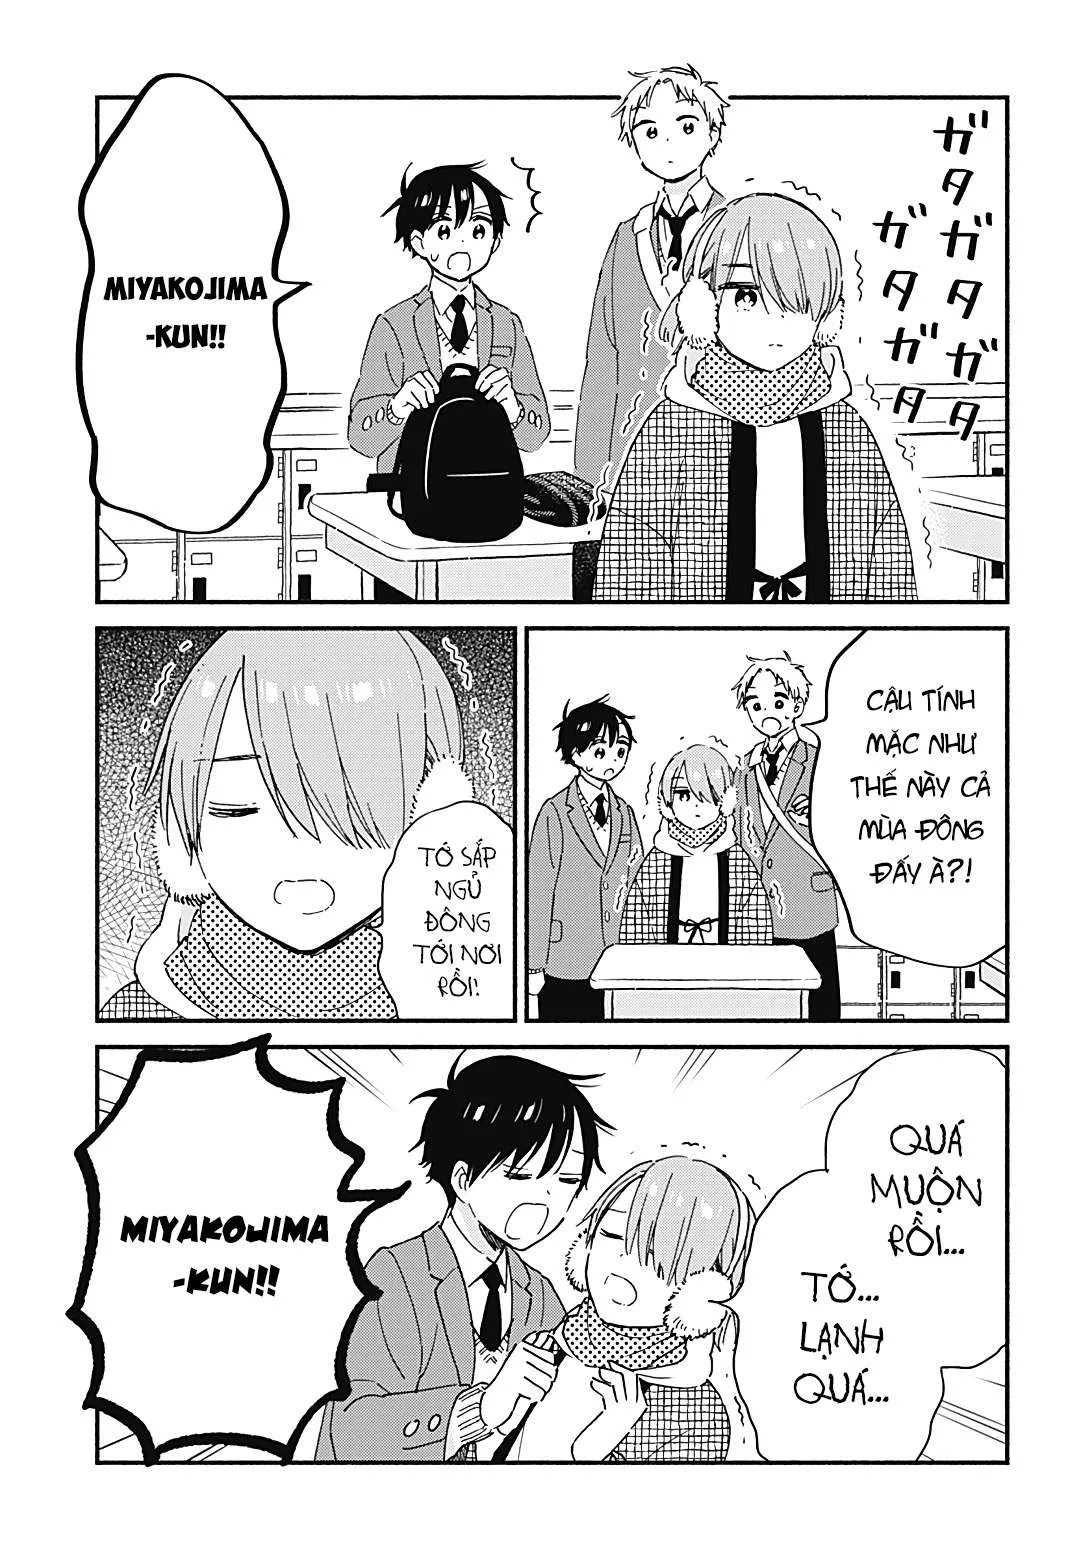 ガタガタガタ
ガタガタ
MIYAKOJIMA
-KUN!!
CẬU TÍNH
MẶC NHƯ
THẾ NÀY CẢ
MÙA ĐÔNG
ĐẤY À?!
TỚ SẮP
NGỦ
ĐÔNG
TỚI NƠI
RỒI!
QUÁ
MUỘN
RỒI...
TỚ...
LẠNH
QUÁ...
MIYAKOJIMA
-KUN!!